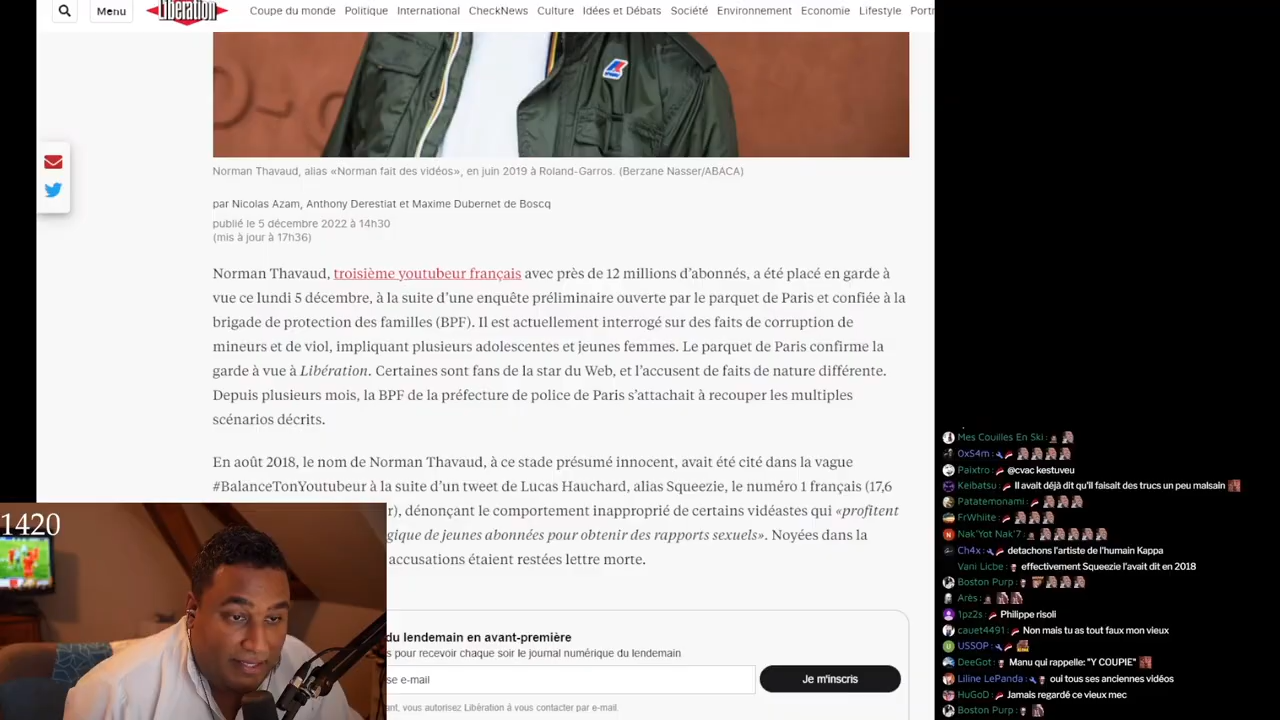 Menu
Libération
Coupe du monde Politique International CheckNews Culture Idées et Débats Société Environnement Economie Lifestyle Portr
Norman Thavaud, alias «Norman fait des vidéos», en juin 2019 à Roland-Garros. (Berzane Nasser/ABACA)
par Nicolas Azam, Anthony Derestiat et Maxime Dubernet de Boscq
publié le 5 décembre 2022 à 14h30
(mis à jour à 17h36)
Norman Thavaud, troisième youtubeur français avec près de 12 millions d’abonnés, a été placé en garde à
vue ce lundi 5 décembre, à la suite d’une enquête préliminaire ouverte par le parquet de Paris et confiée à la
brigade de protection des familles (BPF). Il est actuellement interrogé sur des faits de corruption de
mineurs et de viol, impliquant plusieurs adolescentes et jeunes femmes. Le parquet de Paris confirme la
garde à vue à Libération. Certaines sont fans de la star du Web, et l’accusent de faits de nature différente.
Depuis plusieurs mois, la BPF de la préfecture de police de Paris s’attachait à recouper les multiples
scénarios décrits.
En août 2018, le nom de Norman Thavaud, à ce stade présumé innocent, avait été cité dans la vague
#BalanceTonYoutubeur à la suite d’un tweet de Lucas Hauchard, alias Squeezie, le numéro 1 français (17,6
r), dénonçant le comportement inapproprié de certains vidéastes qui «profitent
gique de jeunes abonnées pour obtenir des rapports sexuels». Noyées dans la
accusations étaient restées lettre morte.
1420
du lendemain en avant-première
s pour recevoir chaque soir le journal numérique du lendemain
se e-mail
Je m'inscris
ant, vous autorisez Libération à vous contacter par e-mail.
Mes Couilles En Ski :
0xS4m :
Paixtro : @cvac kestuveu
Keibatsu : Il avait déjà dit qu'il faisait des trucs un peu malsain
Patatemonami :
FrWhiite :
Nak'Yot Nak'7 :
Ch4x : detachons l'artiste de l'humain Kappa
Vani Licbe : effectivement Squeezie l'avait dit en 2018
Boston Purp :
Arès :
1pz2s : Philippe risoli
cauet4491 : Non mais tu as tout faux mon vieux
USSOP :
DeeGot : Manu qui rappelle: "Y COUPIE"
Liline LePanda : oui tous ses anciennes vidéos
HuGoD : Jamais regardé ce vieux mec
Boston Purp :